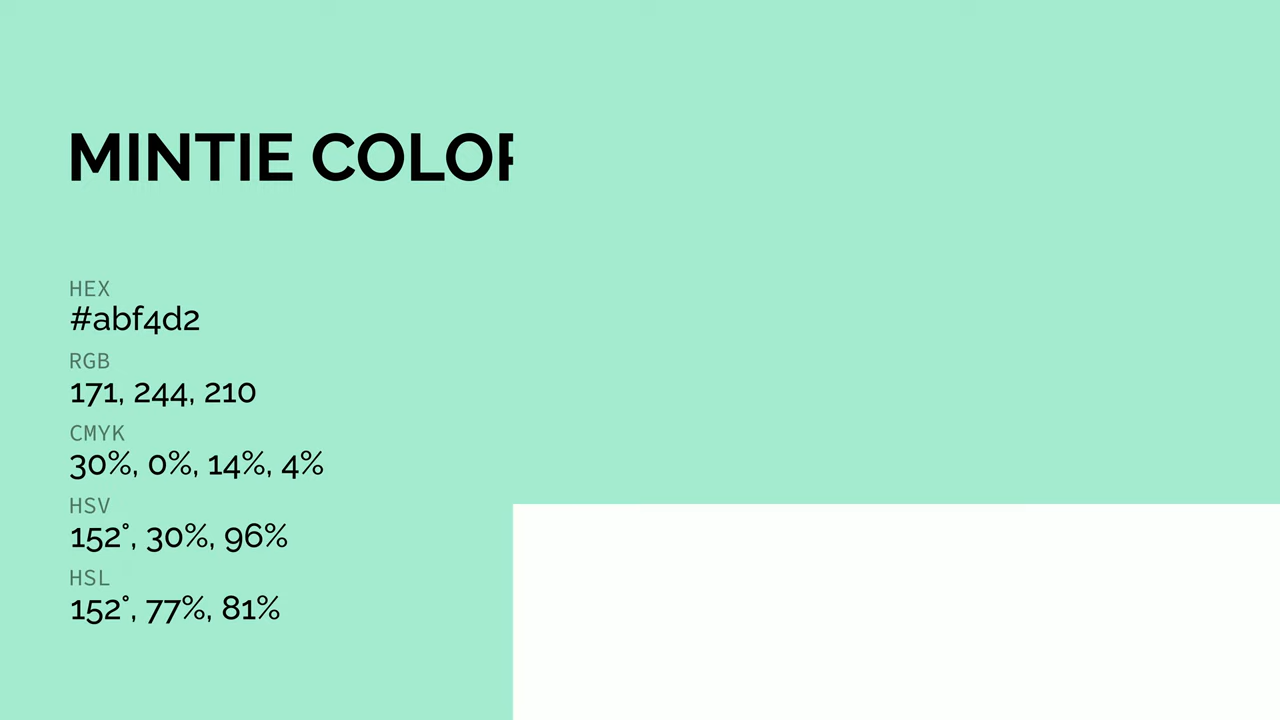 MINTIE COLOR
HEX
#abf4d2
RGB
171, 244, 210
CMYK
30%, 0%, 14%, 4%
HSV
152°, 30%, 96%
HSL
152°, 77%, 81%